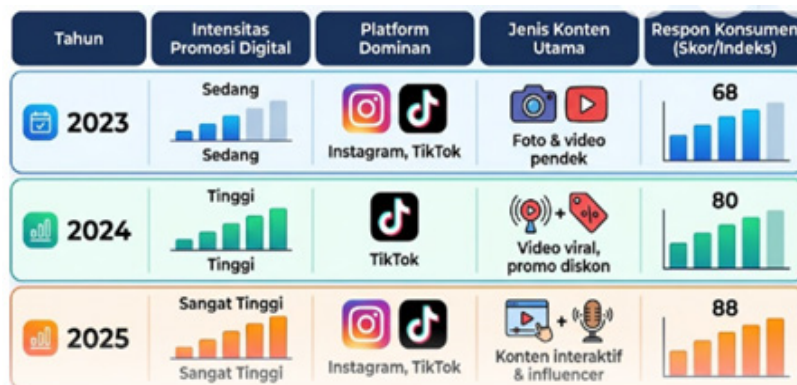 Tahun
Intensitas
Promosi Digital
Platform
Dominan
Jenis Konten
Utama
Respon Konsumen
(Skor/Indeks)
2023
Sedang
Sedang
Instagram, TikTok
Foto & video
pendek
68
2024
Tinggi
Tinggi
TikTok
Video viral,
promo diskon
80
2025
Sangat Tinggi
Sangat Tinggi
Instagram, TikTok
Konten interaktif
& influencer
88